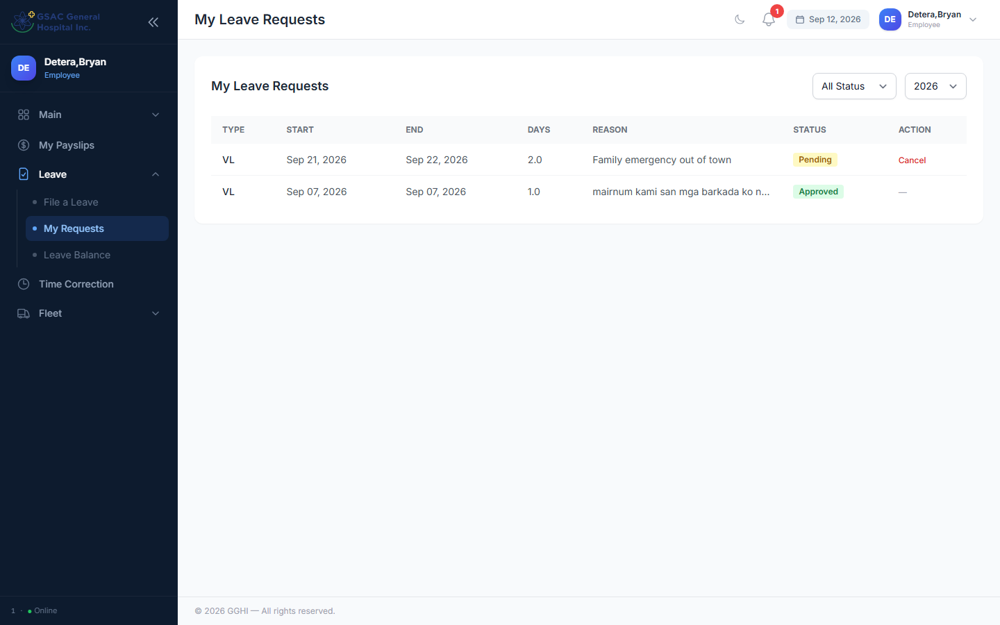 GSAC General
Hospital Inc.
DE
Detera,Bryan
Employee
Main
My Payslips
Leave
File a Leave
My Requests
Leave Balance
Time Correction
Fleet
1 · Online
My Leave Requests
1
Sep 12, 2026
DE
Detera,Bryan
Employee
My Leave Requests
All Status
2026
TYPE START END DAYS REASON STATUS ACTION
VL Sep 21, 2026 Sep 22, 2026 2.0 Family emergency out of town Pending Cancel
VL Sep 07, 2026 Sep 07, 2026 1.0 mairnum kami san mga barkada ko n... Approved —
© 2026 GGHI — All rights reserved.